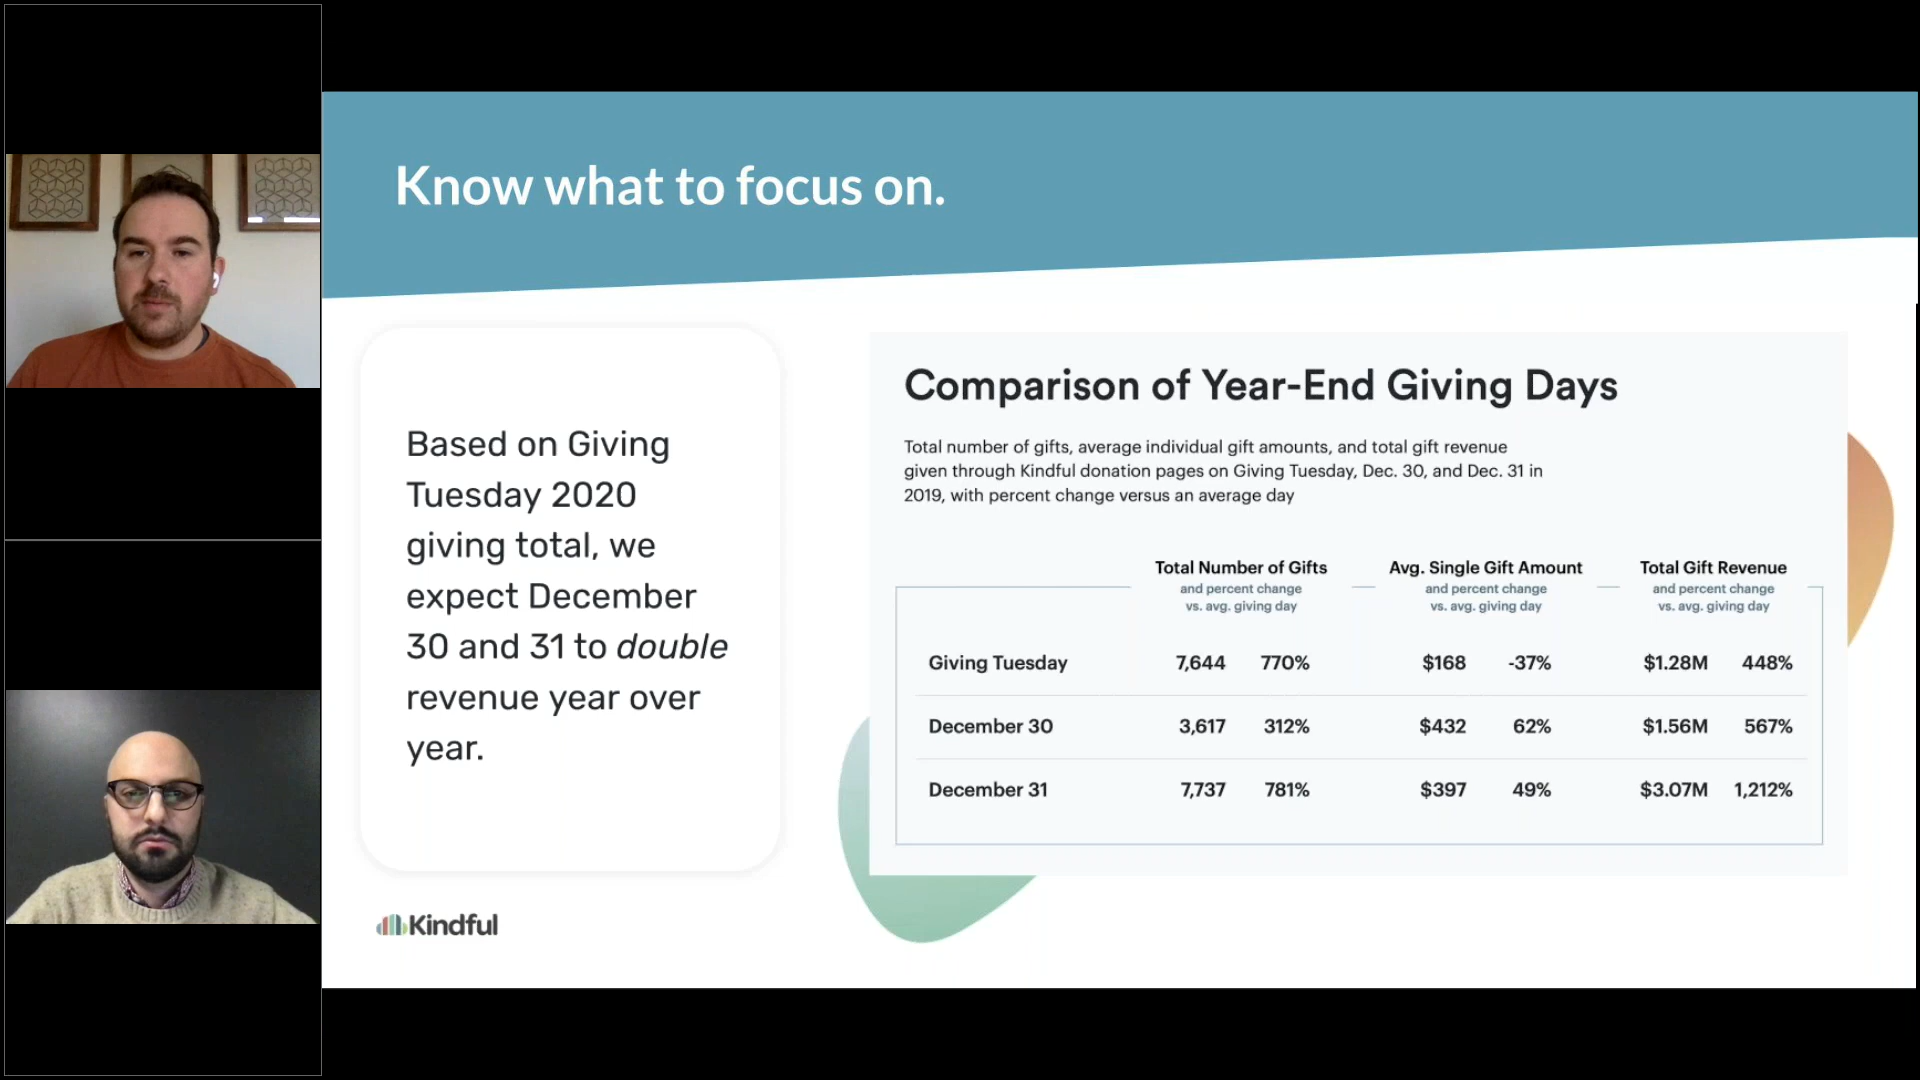 Know what to focus on.
Based on Giving
Tuesday 2020
giving total, we
expect December
30 and 31 to double
revenue year over
year.
Kindful
Comparison of Year-End Giving Days
Total number of gifts, average individual gift amounts, and total gift revenue
given through Kindful donation pages on Giving Tuesday, Dec. 30, and Dec. 31 in
2019, with percent change versus an average day
Total Number of Gifts Avg. Single Gift Amount Total Gift Revenue
and percent change and percent change and percent change
vs. avg. giving day vs. avg. giving day vs. avg. giving day
Giving Tuesday 7,644 770% $168 -37% $1.28M 448%
December 30 3,617 312% $432 62% $1.56M 567%
December 31 7,737 781% $397 49% $3.07M 1,212%